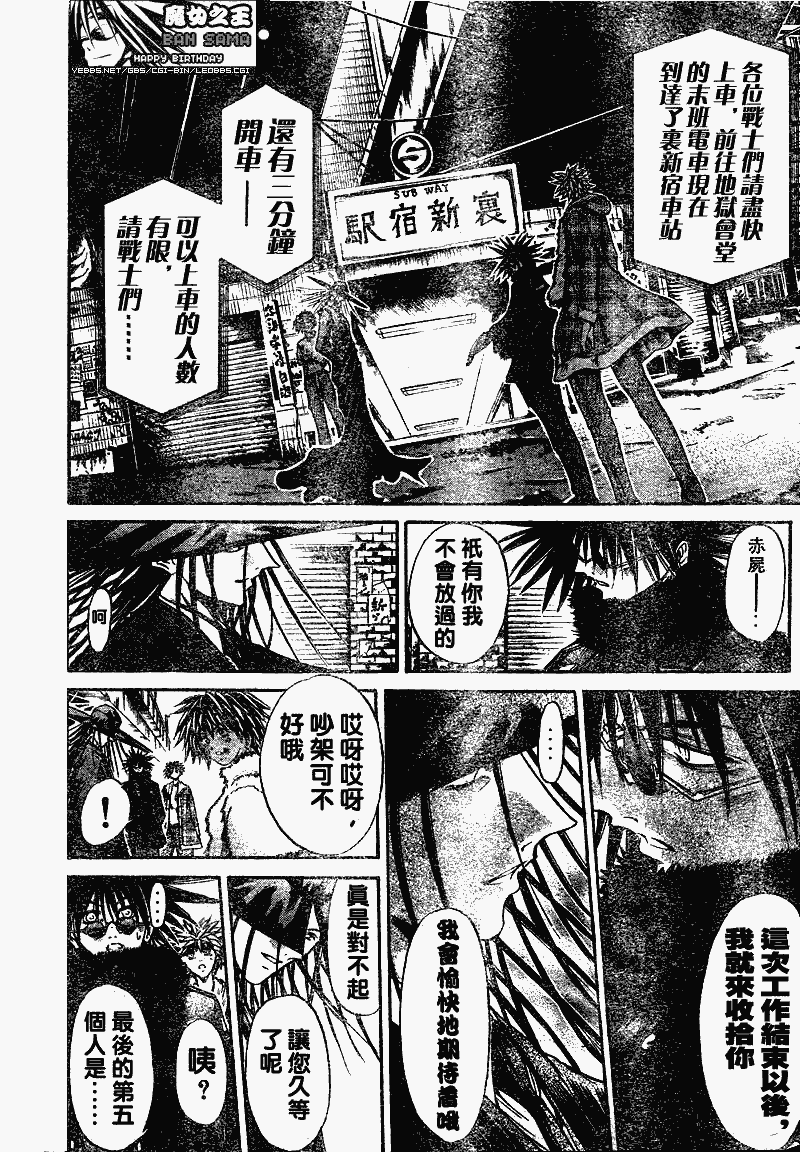 魔女之王
BAN SAMA
HAPPY BIRTHDAY
YEBBS.NET/GBS/CGI-BIN/LEOBBS.CGI
各位戰士們請盡快
上車，前往地獄會堂
的末班電車現在
到達了裏新宿車站
還有三分鐘
開車——
可以上車的人數
有限，
請戰士們……
SUB WAY
駅宿新裏
赤屍——．
祇有你我
不會放過的
呵
這次工作結束以後，
我就來收拾你
……
我會愉快地期待著哦
哎呀哎呀，
吵架可不
好哦
！
真是對不起
讓您久等
了呢
……
咦？
最後的第五
個人是……